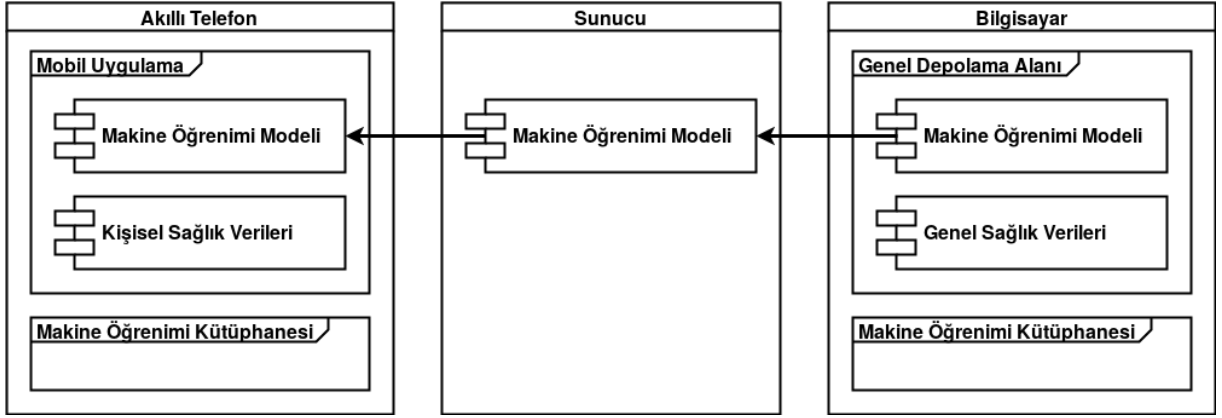 Akıllı Telefon
Mobil Uygulama
Makine Öğrenimi Modeli
Kişisel Sağlık Verileri
Makine Öğrenimi Kütüphanesi
Sunucu
Makine Öğrenimi Modeli
Bilgisayar
Genel Depolama Alanı
Makine Öğrenimi Modeli
Genel Sağlık Verileri
Makine Öğrenimi Kütüphanesi